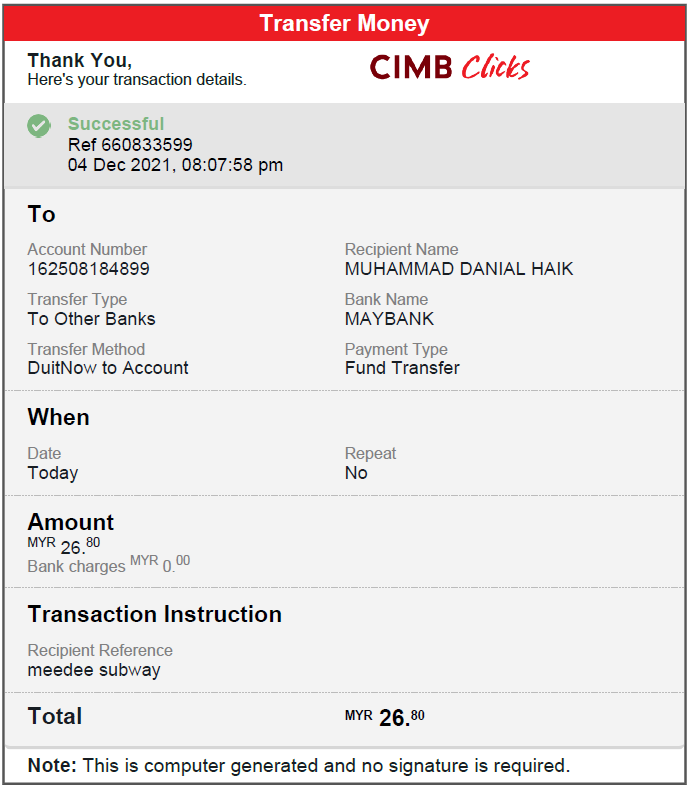 Transfer Money
Thank You,
Here's your transaction details.
CIMB Clicks
Successful
Ref 660833599
04 Dec 2021, 08:07:58 pm
To
Account Number
162508184899
Recipient Name
MUHAMMAD DANIAL HAIK
Transfer Type
To Other Banks
Bank Name
MAYBANK
Transfer Method
DuitNow to Account
Payment Type
Fund Transfer
When
Date
Today
Repeat
No
Amount
MYR 26.80
Bank charges MYR 0.00
Transaction Instruction
Recipient Reference
meedee subway
Total
MYR 26.80
Note: This is computer generated and no signature is required.